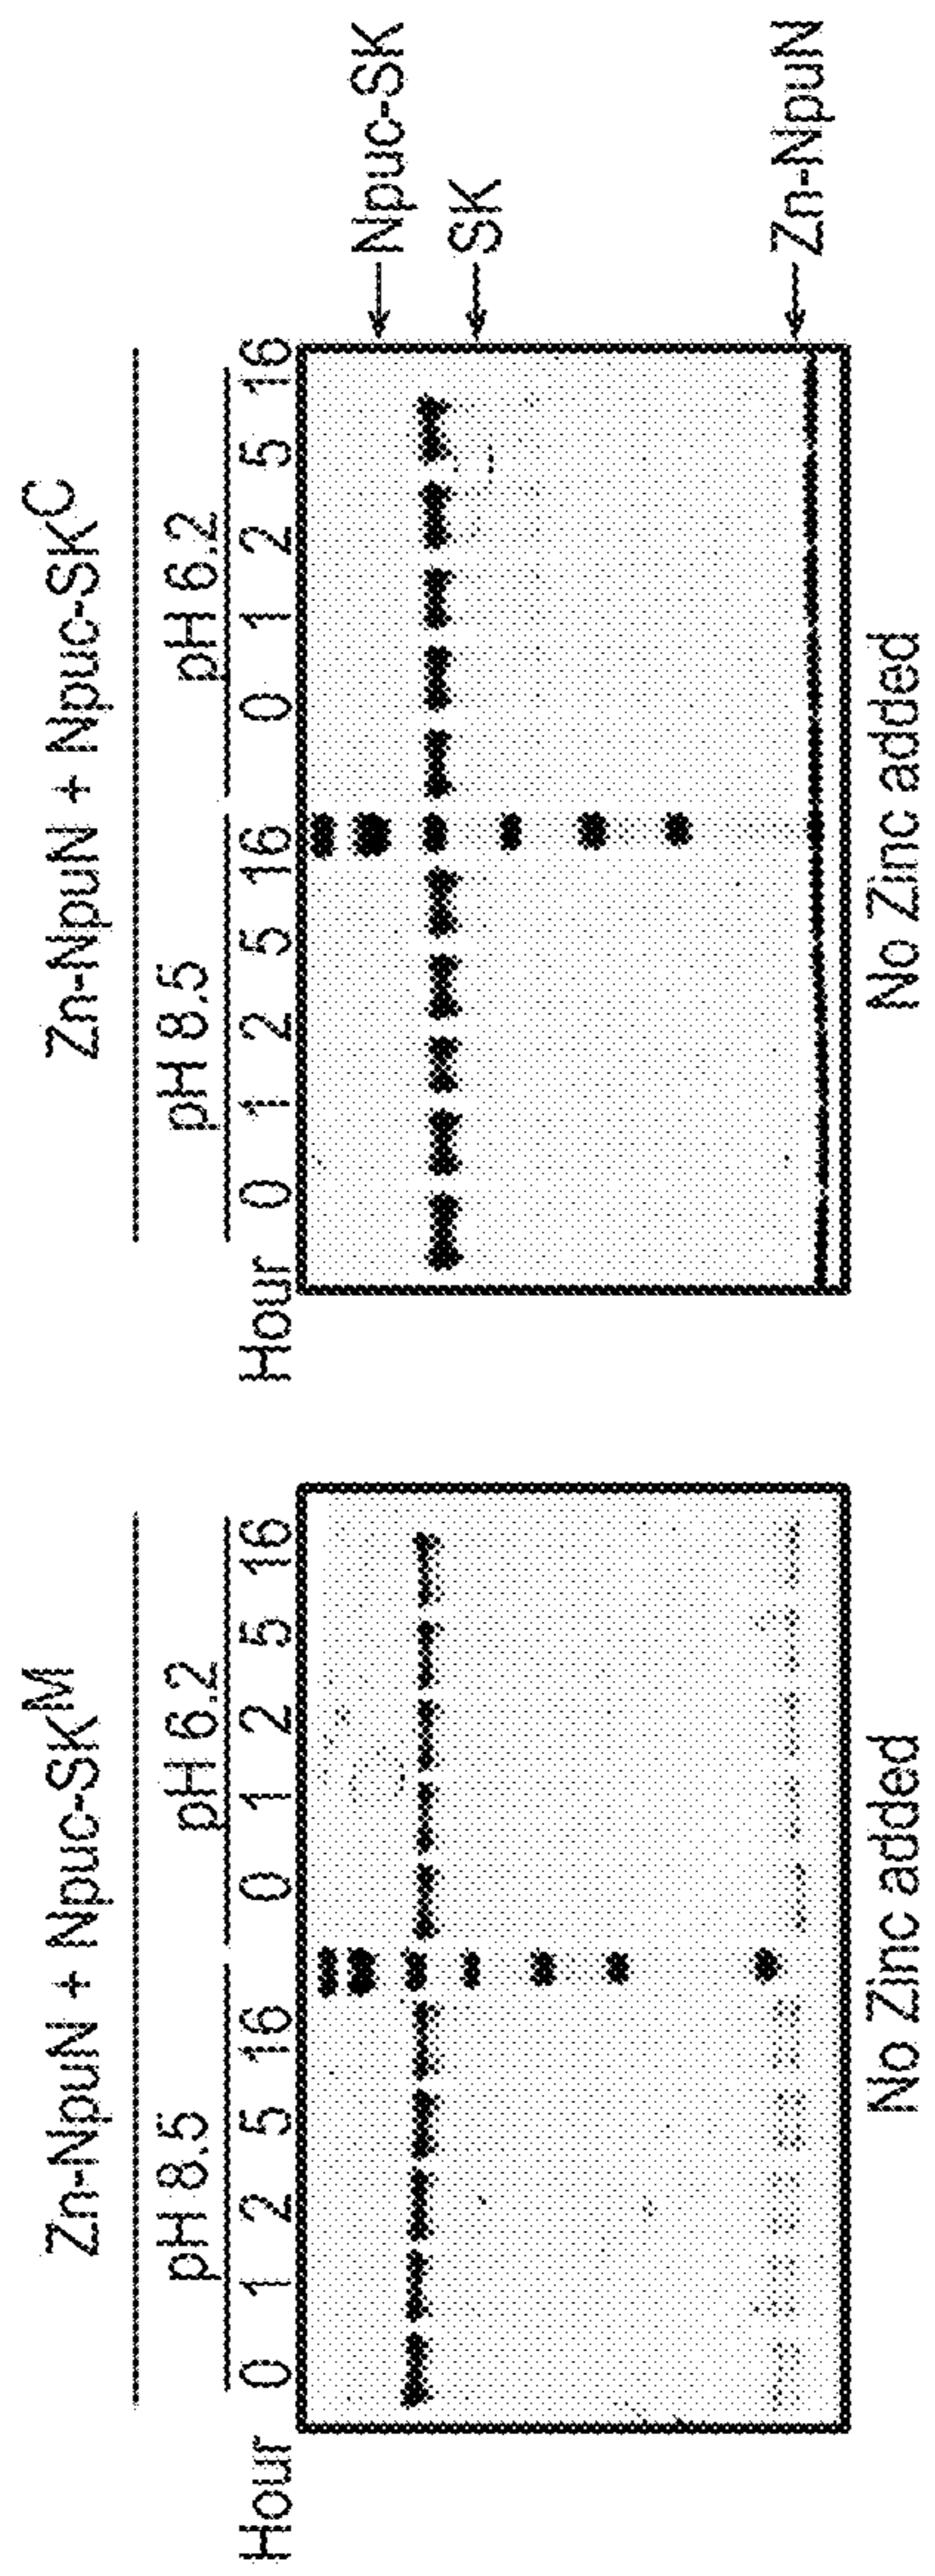 Zn-NpuN + Npuc-SKᴹ
pH 8.5 pH 6.2
Hour 0 1 2 5 16 0 1 2 5 16
No Zinc added
Zn-NpuN + Npuc-SKꟲ
pH 8.5 pH 6.2
Hour 0 1 2 5 16 0 1 2 5 16
Npuc-SK
SK
Zn-NpuN
No Zinc added